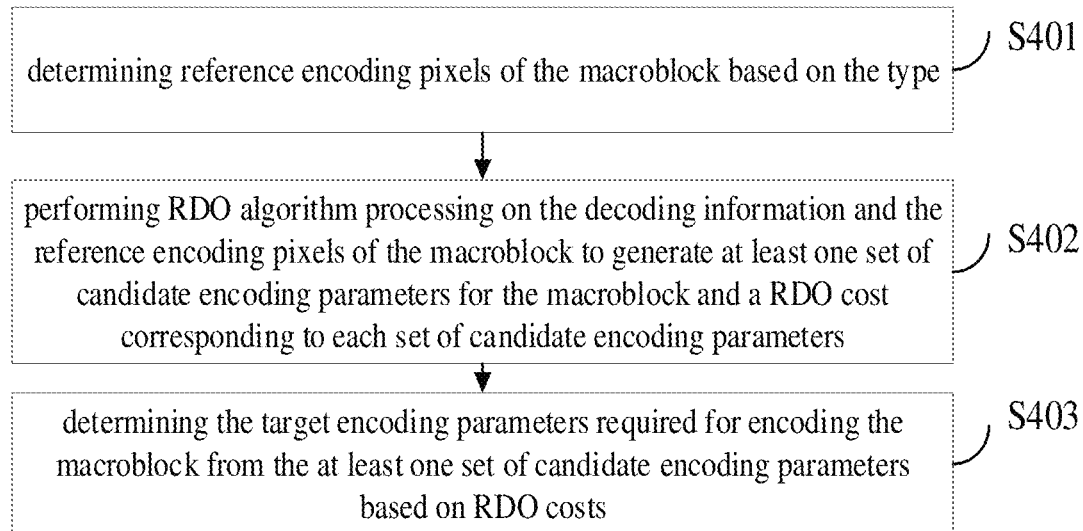 determining reference encoding pixels of the macroblock based on the type
S401
performing RDO algorithm processing on the decoding information and the
reference encoding pixels of the macroblock to generate at least one set of
candidate encoding parameters for the macroblock and a RDO cost
corresponding to each set of candidate encoding parameters
S402
determining the target encoding parameters required for encoding the
macroblock from the at least one set of candidate encoding parameters
based on RDO costs
S403